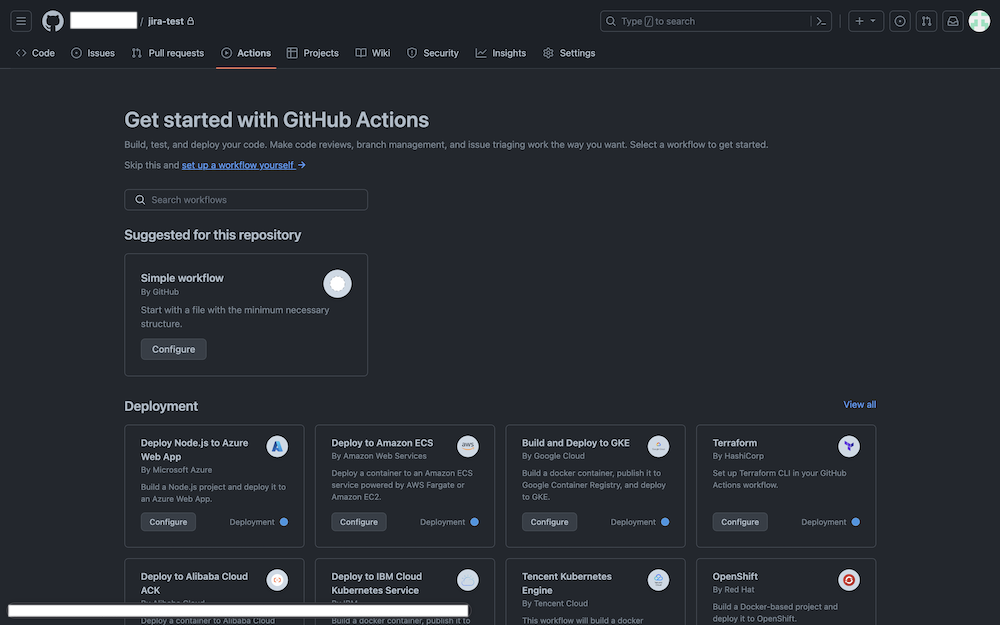 / jira-test
Type / to search
Code Issues Pull requests Actions Projects Wiki Security Insights Settings
Get started with GitHub Actions
Build, test, and deploy your code. Make code reviews, branch management, and issue triaging work the way you want. Select a workflow to get started.
Skip this and set up a workflow yourself →
Search workflows
Suggested for this repository
Simple workflow
By GitHub
Start with a file with the minimum necessary
structure.
Configure
Deployment
View all
Deploy Node.js to Azure
Web App
By Microsoft Azure
Build a Node.js project and deploy it to
an Azure Web App.
Configure
Deployment
Deploy to Amazon ECS
aws
By Amazon Web Services
Deploy a container to an Amazon ECS
service powered by AWS Fargate or
Amazon EC2.
Configure
Deployment
Build and Deploy to GKE
By Google Cloud
Build a docker container, publish it to
Google Container Registry, and deploy
to GKE.
Configure
Deployment
Terraform
By HashiCorp
Set up Terraform CLI in your GitHub
Actions workflow.
Configure
Deployment
Deploy to Alibaba Cloud
ACK
By Alibaba Cloud
Deploy a container to Alibaba Cloud
Deploy to IBM Cloud
Kubernetes Service
By IBM
Build a docker container, publish it to
Tencent Kubernetes
Engine
By Tencent Cloud
This workflow will build a docker
OpenShift
By Red Hat
Build a Docker-based project and
deploy it to OpenShift.